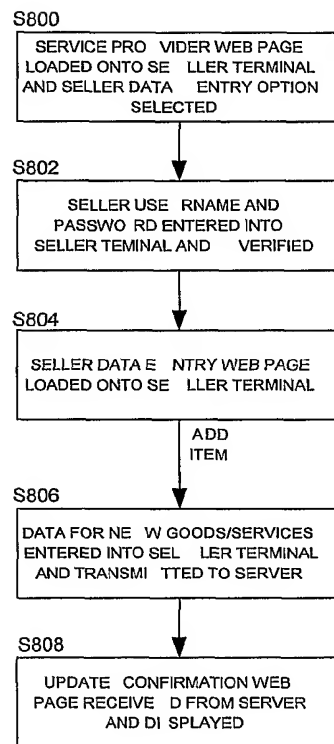 S800
SERVICE PRO VIDER WEB PAGE
LOADED ONTO SE LLER TERMINAL
AND SELLER DATA ENTRY OPTION
SELECTED
S802
SELLER USE RNAME AND
PASSWO RD ENTERED INTO
SELLER TEMINAL AND VERIFIED
S804
SELLER DATA E NTRY WEB PAGE
LOADED ONTO SE LLER TERMINAL
ADD
ITEM
S806
DATA FOR NE W GOODS/SERVICES
ENTERED INTO SEL LER TERMINAL
AND TRANSMI TTED TO SERVER
S808
UPDATE CONFIRMATION WEB
PAGE RECEIVE D FROM SERVER
AND DI SPLAYED